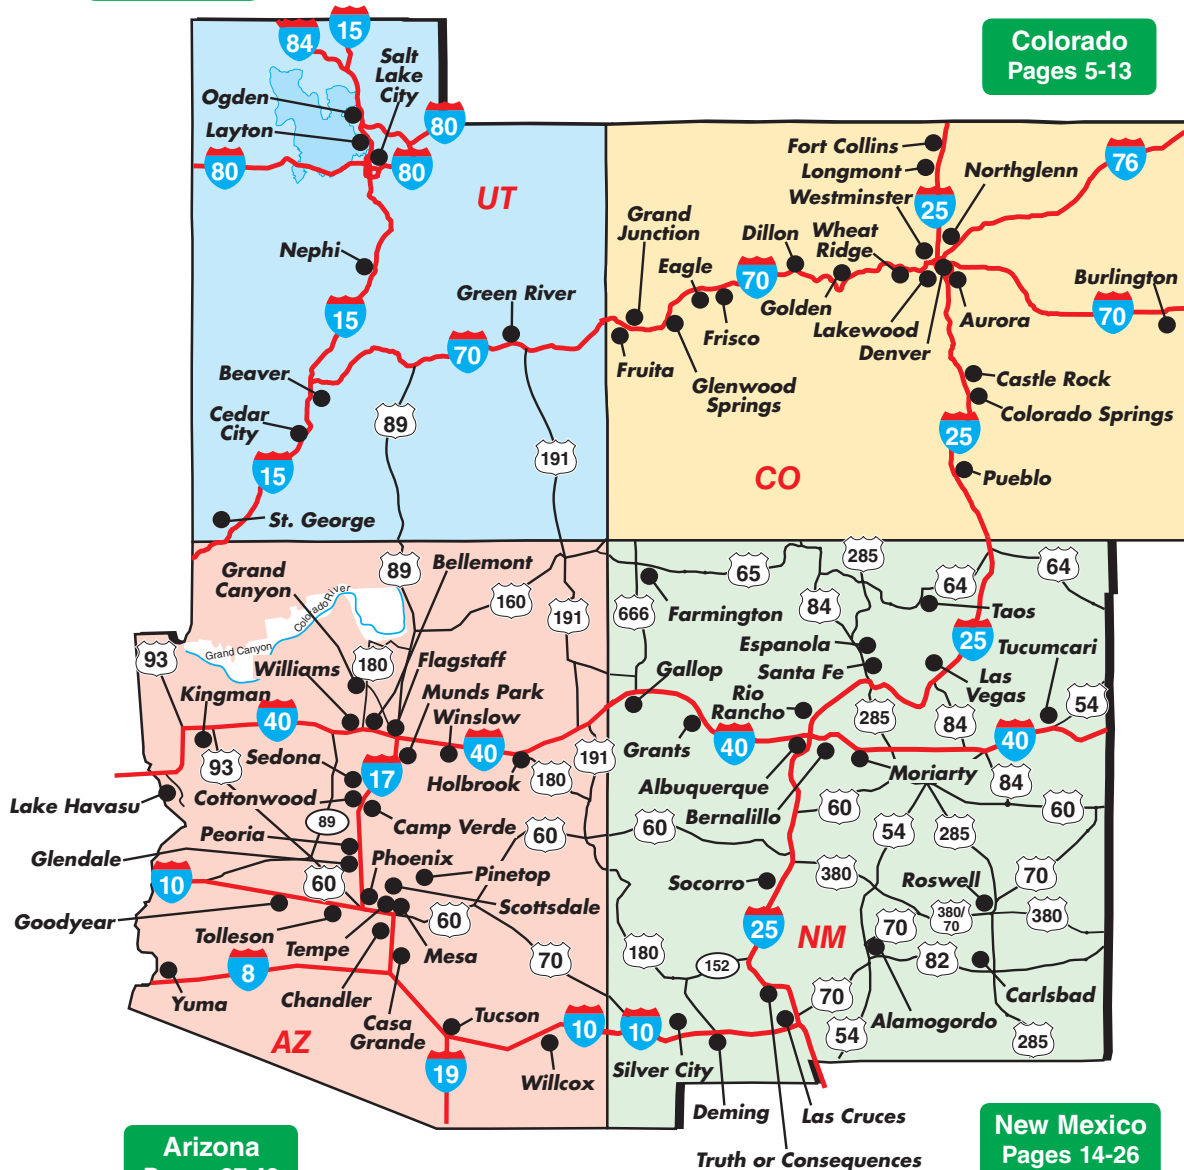 Colorado
Pages 5-13
84
15
Salt
Lake
City
Ogden
Layton
80
80
80
UT
Nephi
15
Green River
70
Beaver
Cedar
City
89
191
15
St. George
Fort Collins
Longmont
Northglenn
76
Westminster
25
Grand
Junction
Dillon
Wheat
Ridge
Eagle
70
Golden
Burlington
70
Frisco
Lakewood
Aurora
Denver
Fruita
Glenwood
Springs
Castle Rock
Colorado Springs
25
CO
Pueblo
Grand
Canyon
89
Bellemont
160
191
Colorado River
Grand Canyon
93
180
Williams
Flagstaff
Kingman
Munds Park
Winslow
40
40
93
Sedona
17
Holbrook
180
191
Lake Havasu
Cottonwood
89
Camp Verde
60
Peoria
Glendale
Phoenix
Pinetop
10
60
Scottsdale
60
Goodyear
Tolleson
Tempe
Mesa
70
8
Yuma
Chandler
Casa
Grande
Tucson
10
AZ
19
Willcox
65
285
64
64
666
Farmington
84
Taos
Espanola
25
Tucumcari
Gallop
Santa Fe
Las
Vegas
Rio
Rancho
285
84
54
Grants
40
40
Albuquerque
Moriarty
84
Bernalillo
60
60
60
54
285
380
70
Socorro
Roswell
25
NM
70
380/
70
380
180
152
82
70
Carlsbad
Alamogordo
54
285
10
Silver City
Deming
Las Cruces
Truth or Consequences
Arizona
New Mexico
Pages 14-26